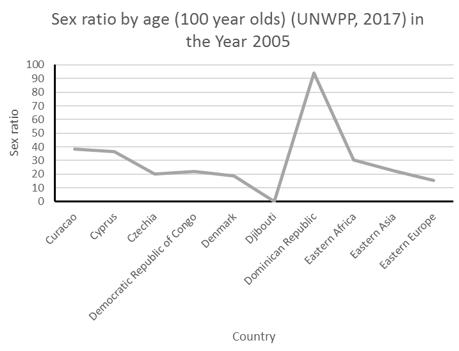 Sex ratio by age (100 year olds) (UNWPP, 2017) in
the Year 2005
100
90
80
70
60
50
40
30
20
10
0
Sex ratio
Curacao
Cyprus
Czechia
Democratic Republic of Congo
Denmark
Djibouti
Dominican Republic
Eastern Africa
Eastern Asia
Eastern Europe
Country